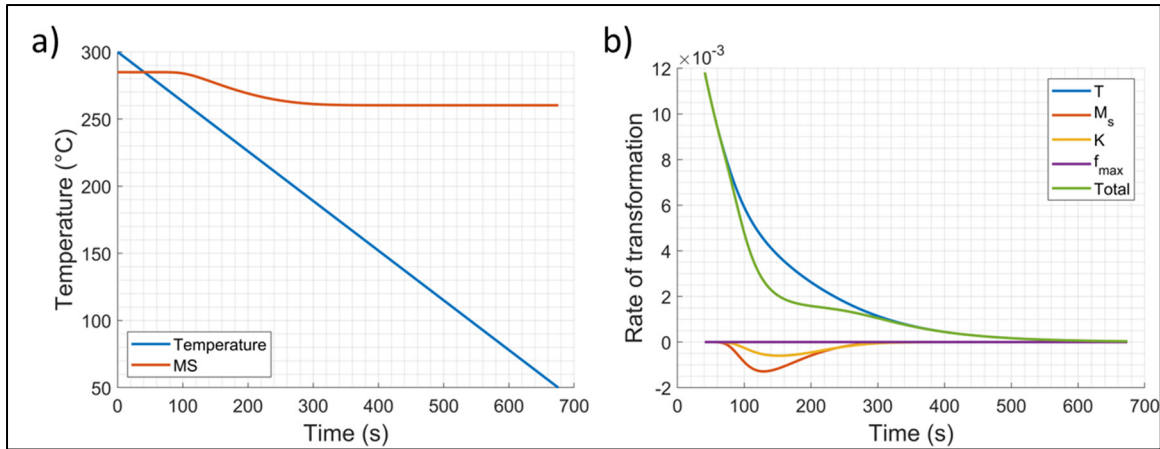 a)
300
250
200
150
100
50
Temperature (°C)
Temperature
MS
0 100 200 300 400 500 600 700
Time (s)
b)
×10⁻³
12
10
8
6
4
2
0
-2
Rate of transformation
T
Mₛ
K
f_max
Total
0 100 200 300 400 500 600 700
Time (s)